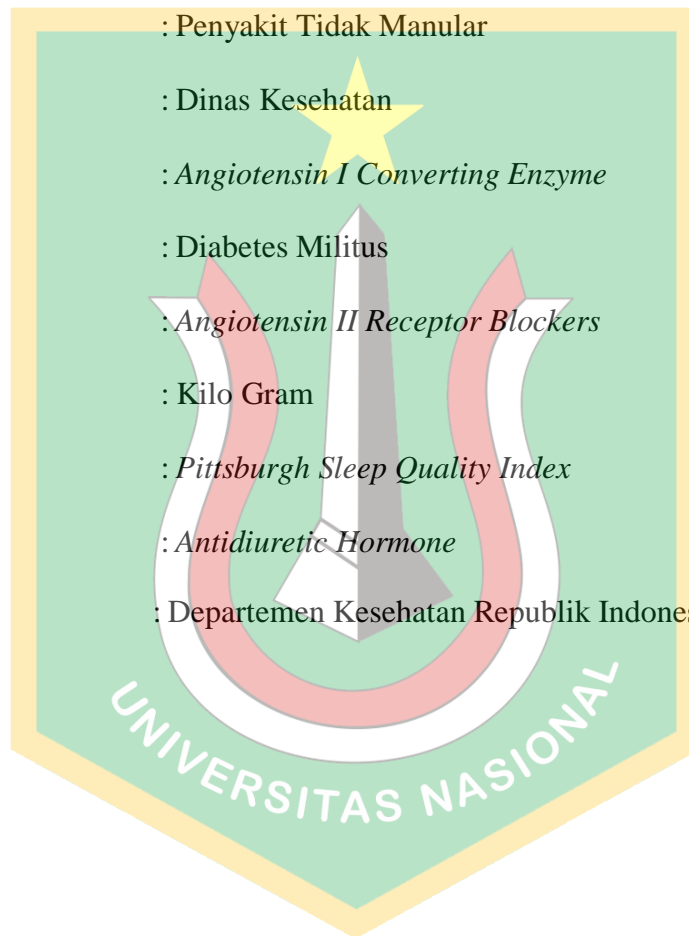 : Penyakit Tidak Manular
: Dinas Kesehatan
: Angiotensin I Converting Enzyme
: Diabetes Militus
: Angiotensin II Receptor Blockers
: Kilo Gram
: Pittsburgh Sleep Quality Index
: Antidiuretic Hormone
: Departemen Kesehatan Republik Indones
UNIVERSITAS NASIONAL